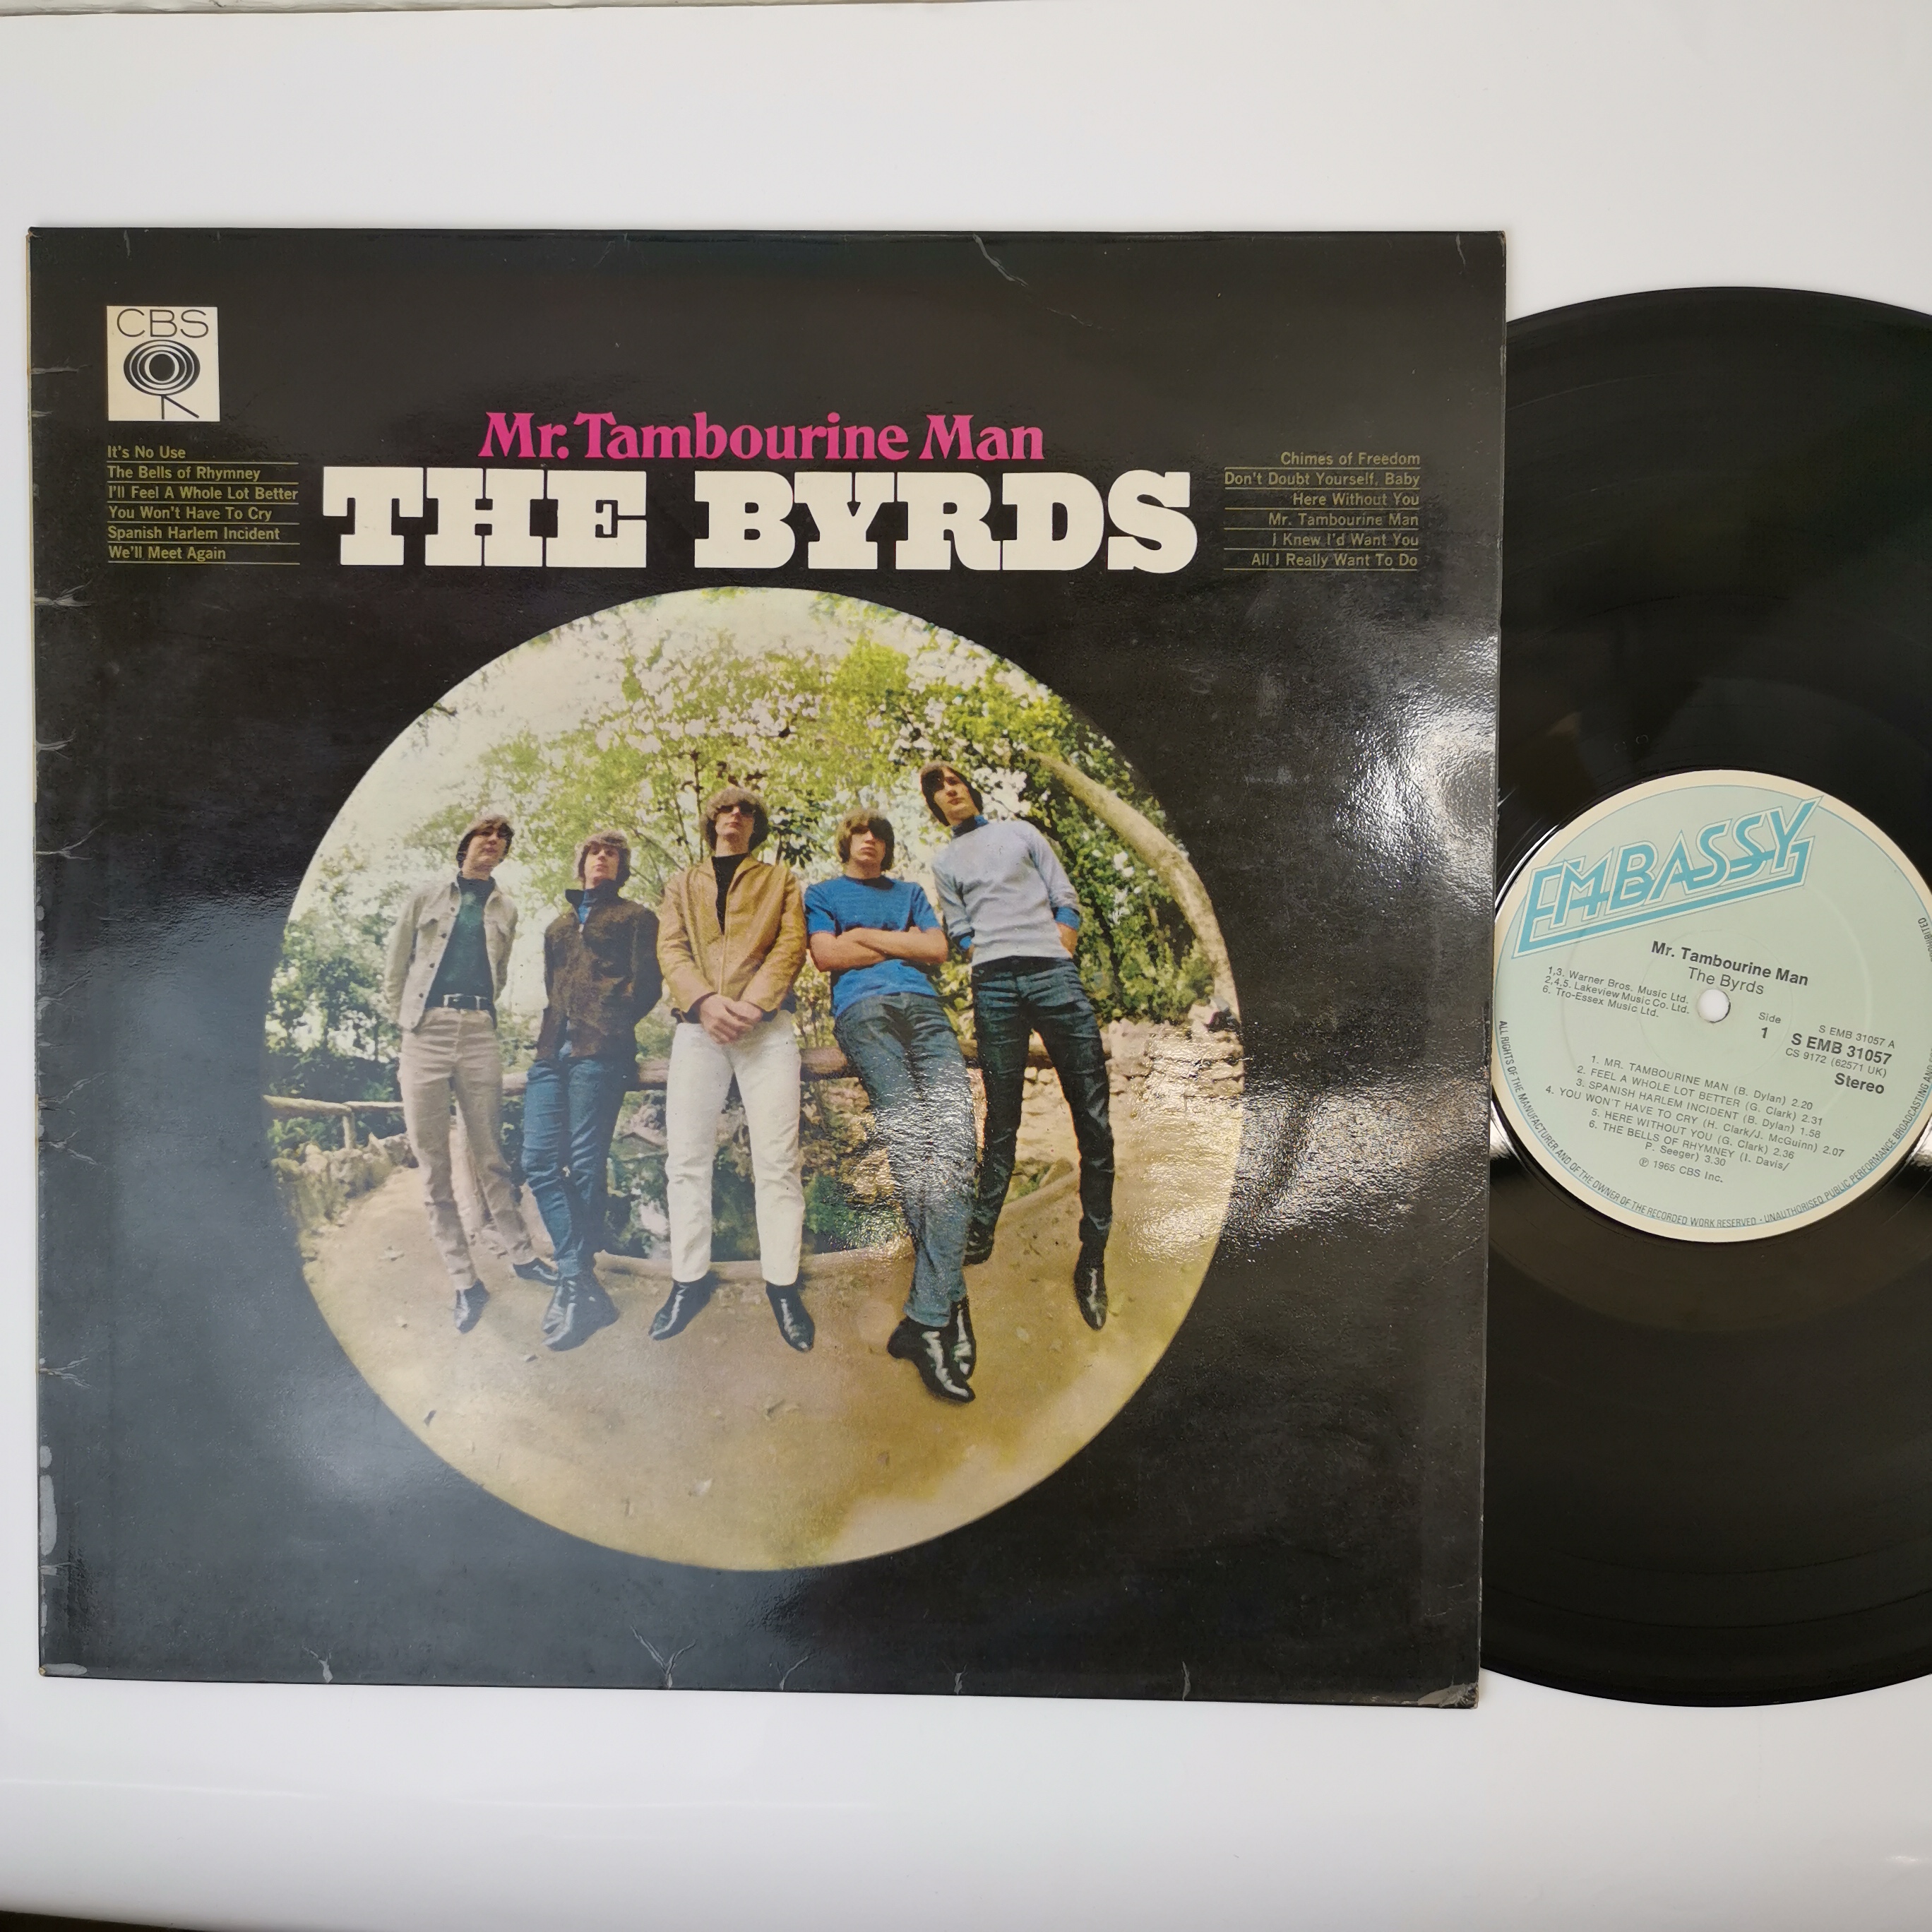 CBS
Mr. Tambourine Man
THE BYRDS
It's No Use
The Bells of Rhymney
I'll Feel A Whole Lot Better
You Won't Have To Cry
Spanish Harlem Incident
We'll Meet Again
Chimes of Freedom
Don't Doubt Yourself, Baby
Here Without You
Mr. Tambourine Man
I Knew I'd Want You
All I Really Want To Do
EMBASSY
Mr. Tambourine Man
The Byrds
1,3. Warner Bros. Music Ltd.
2,4,5. Lakeview Music Co. Ltd.
6. Tro-Essex Music Ltd.
Side
1
S EMB 31057 A
S EMB 31057
CS 9172 (62571 UK)
Stereo
1. MR. TAMBOURINE MAN (B. Dylan) 2.20
2. FEEL A WHOLE LOT BETTER (G. Clark) 2.31
3. SPANISH HARLEM INCIDENT (B. Dylan) 1.58
4. YOU WON'T HAVE TO CRY (H. Clark/J. McGuinn) 2.07
5. HERE WITHOUT YOU (G. Clark) 2.36
6. THE BELLS OF RHYMNEY (I. Davis/
P. Seeger) 3.30
℗ 1965 CBS Inc.
ALL RIGHTS OF THE MANUFACTURER AND OF THE OWNER OF THE RECORDED WORK RESERVED - UNAUTHORISED PUBLIC PERFORMANCE BROADCASTING AND